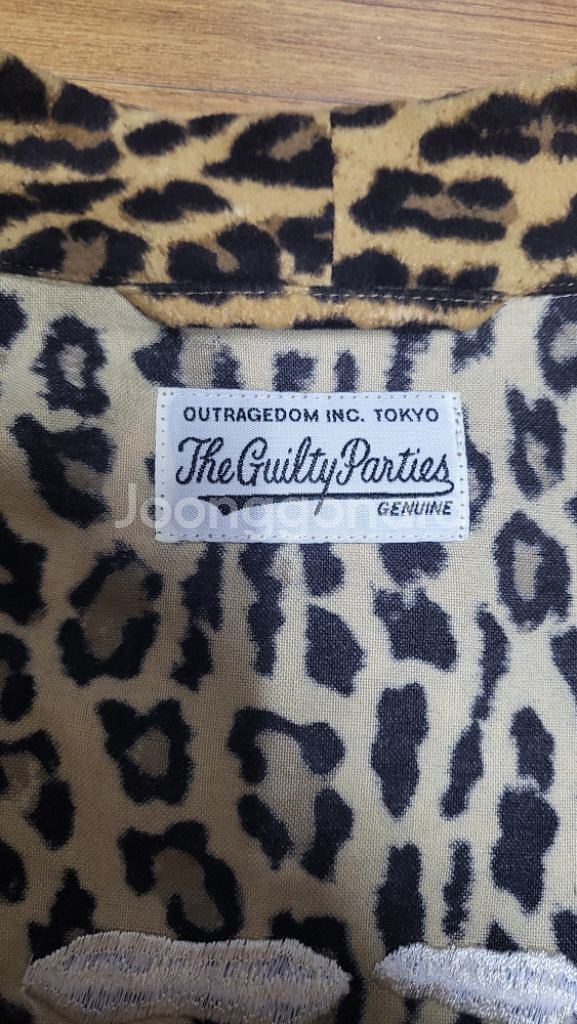 OUTRAGEDOM INC. TOKYO
The Guilty Parties
GENUINE